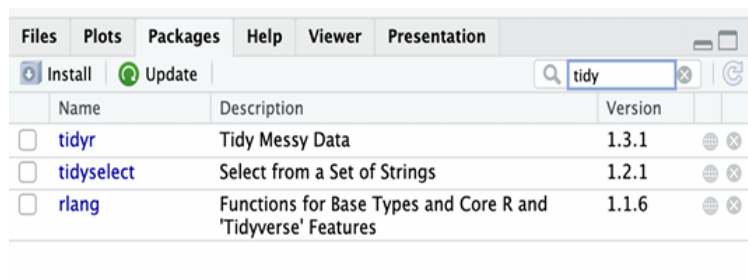 Files Plots Packages Help Viewer Presentation
Install Update tidy
Name Description Version
tidyr Tidy Messy Data 1.3.1
tidyselect Select from a Set of Strings 1.2.1
rlang Functions for Base Types and Core R and 1.1.6
'Tidyverse' Features